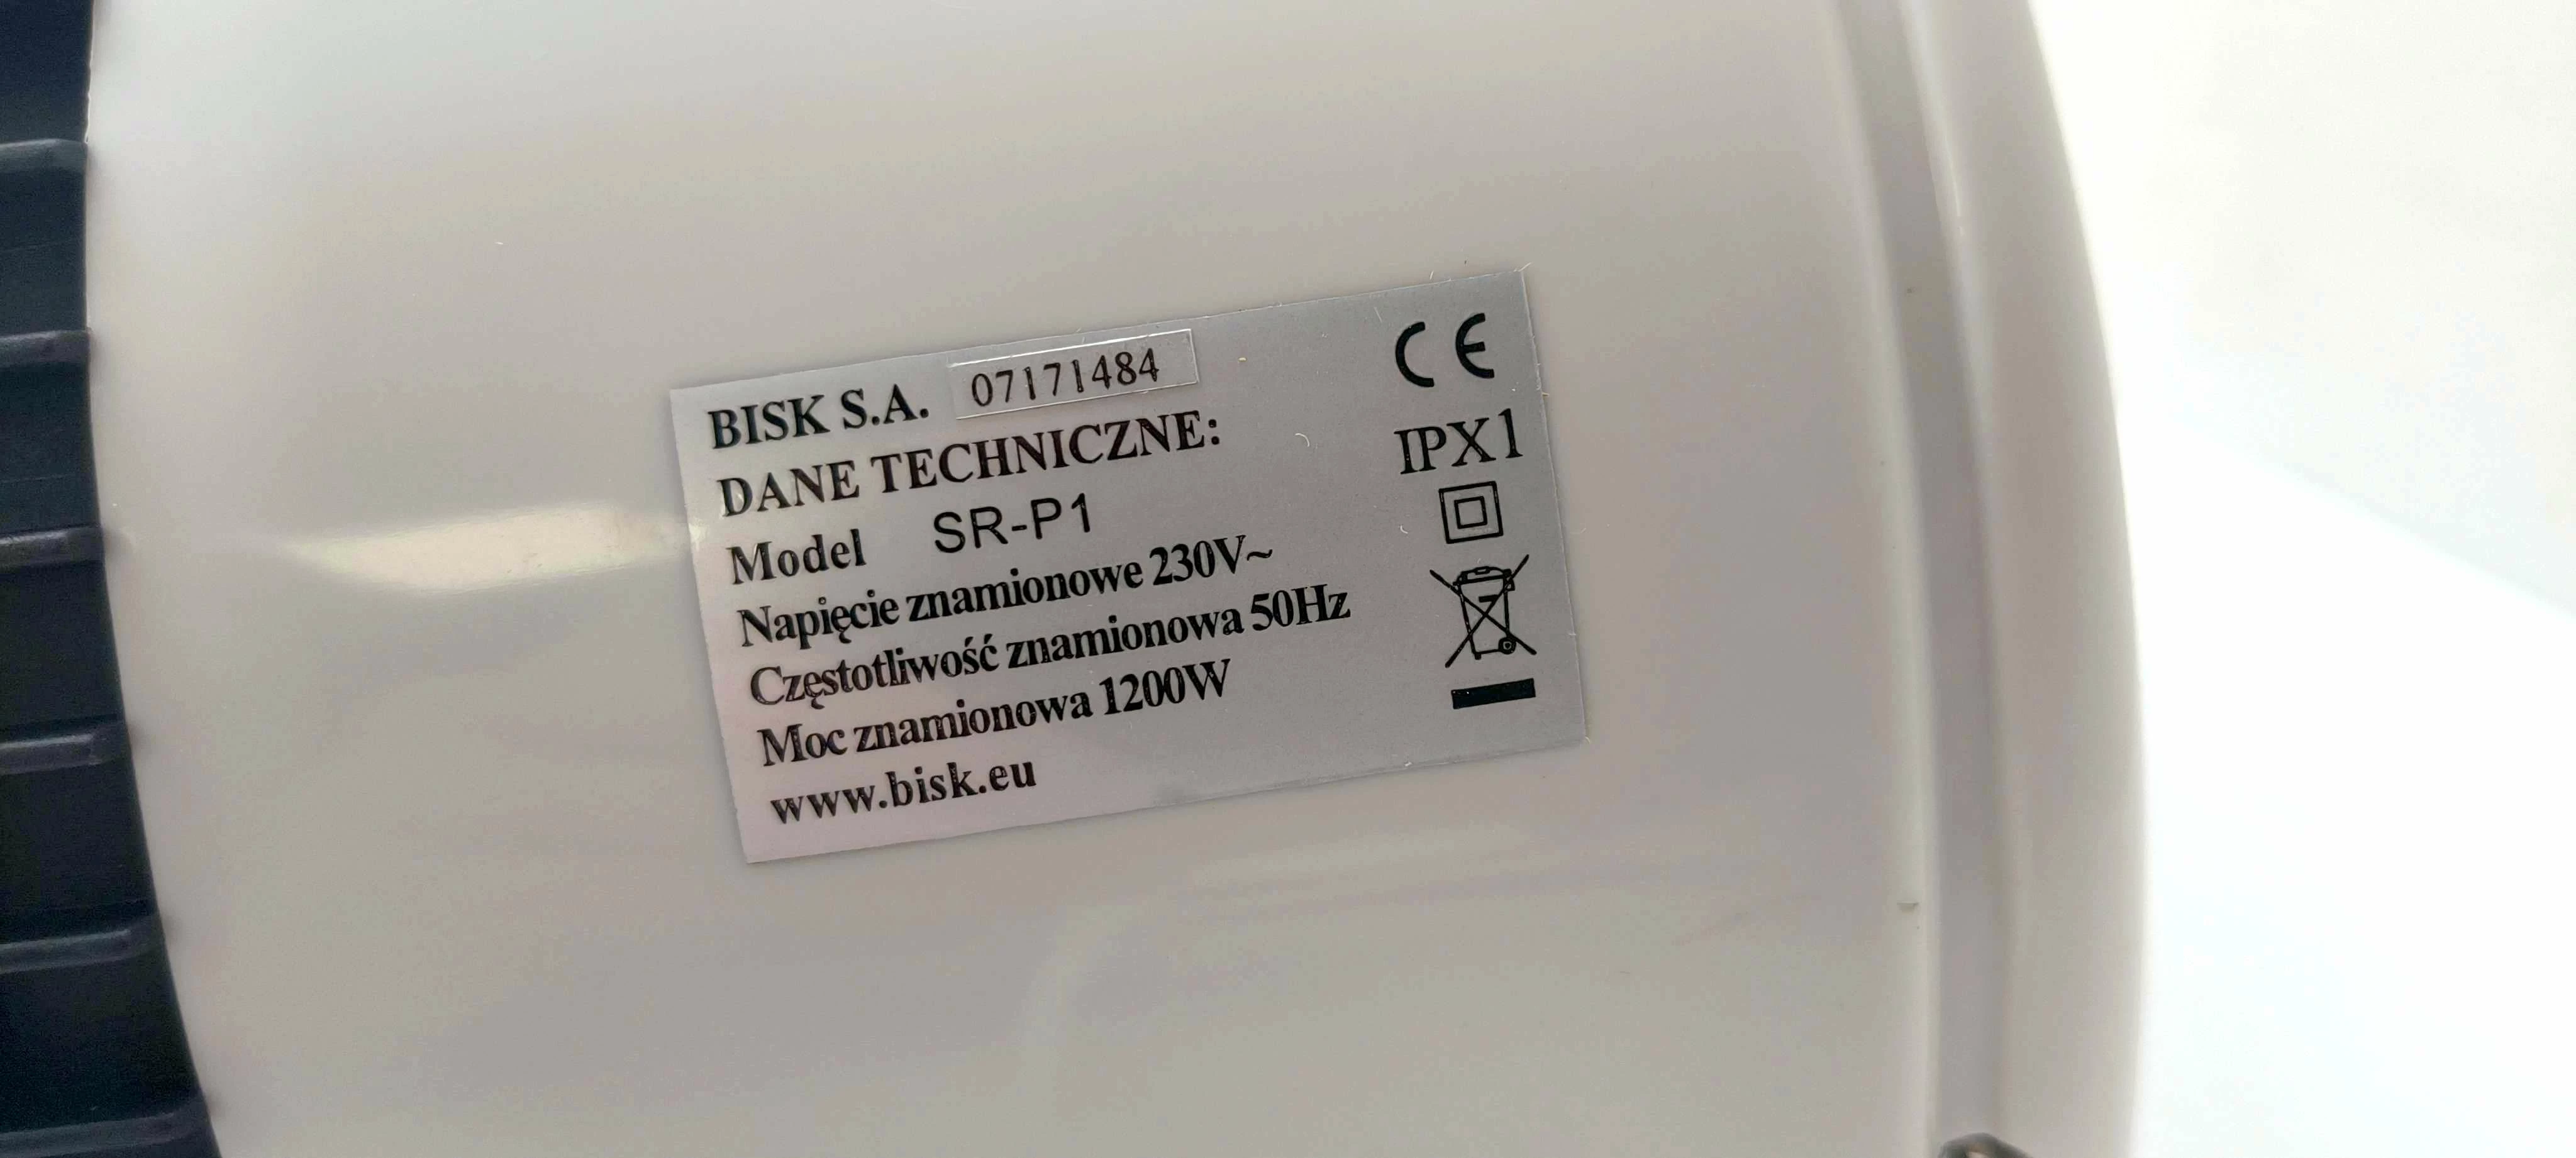 BISK S.A. 07171484
DANE TECHNICZNE:
Model SR-P1
Napięcie znamionowe 230V~
Częstotliwość znamionowa 50Hz
Moc znamionowa 1200W
www.bisk.eu
CE
IPX1